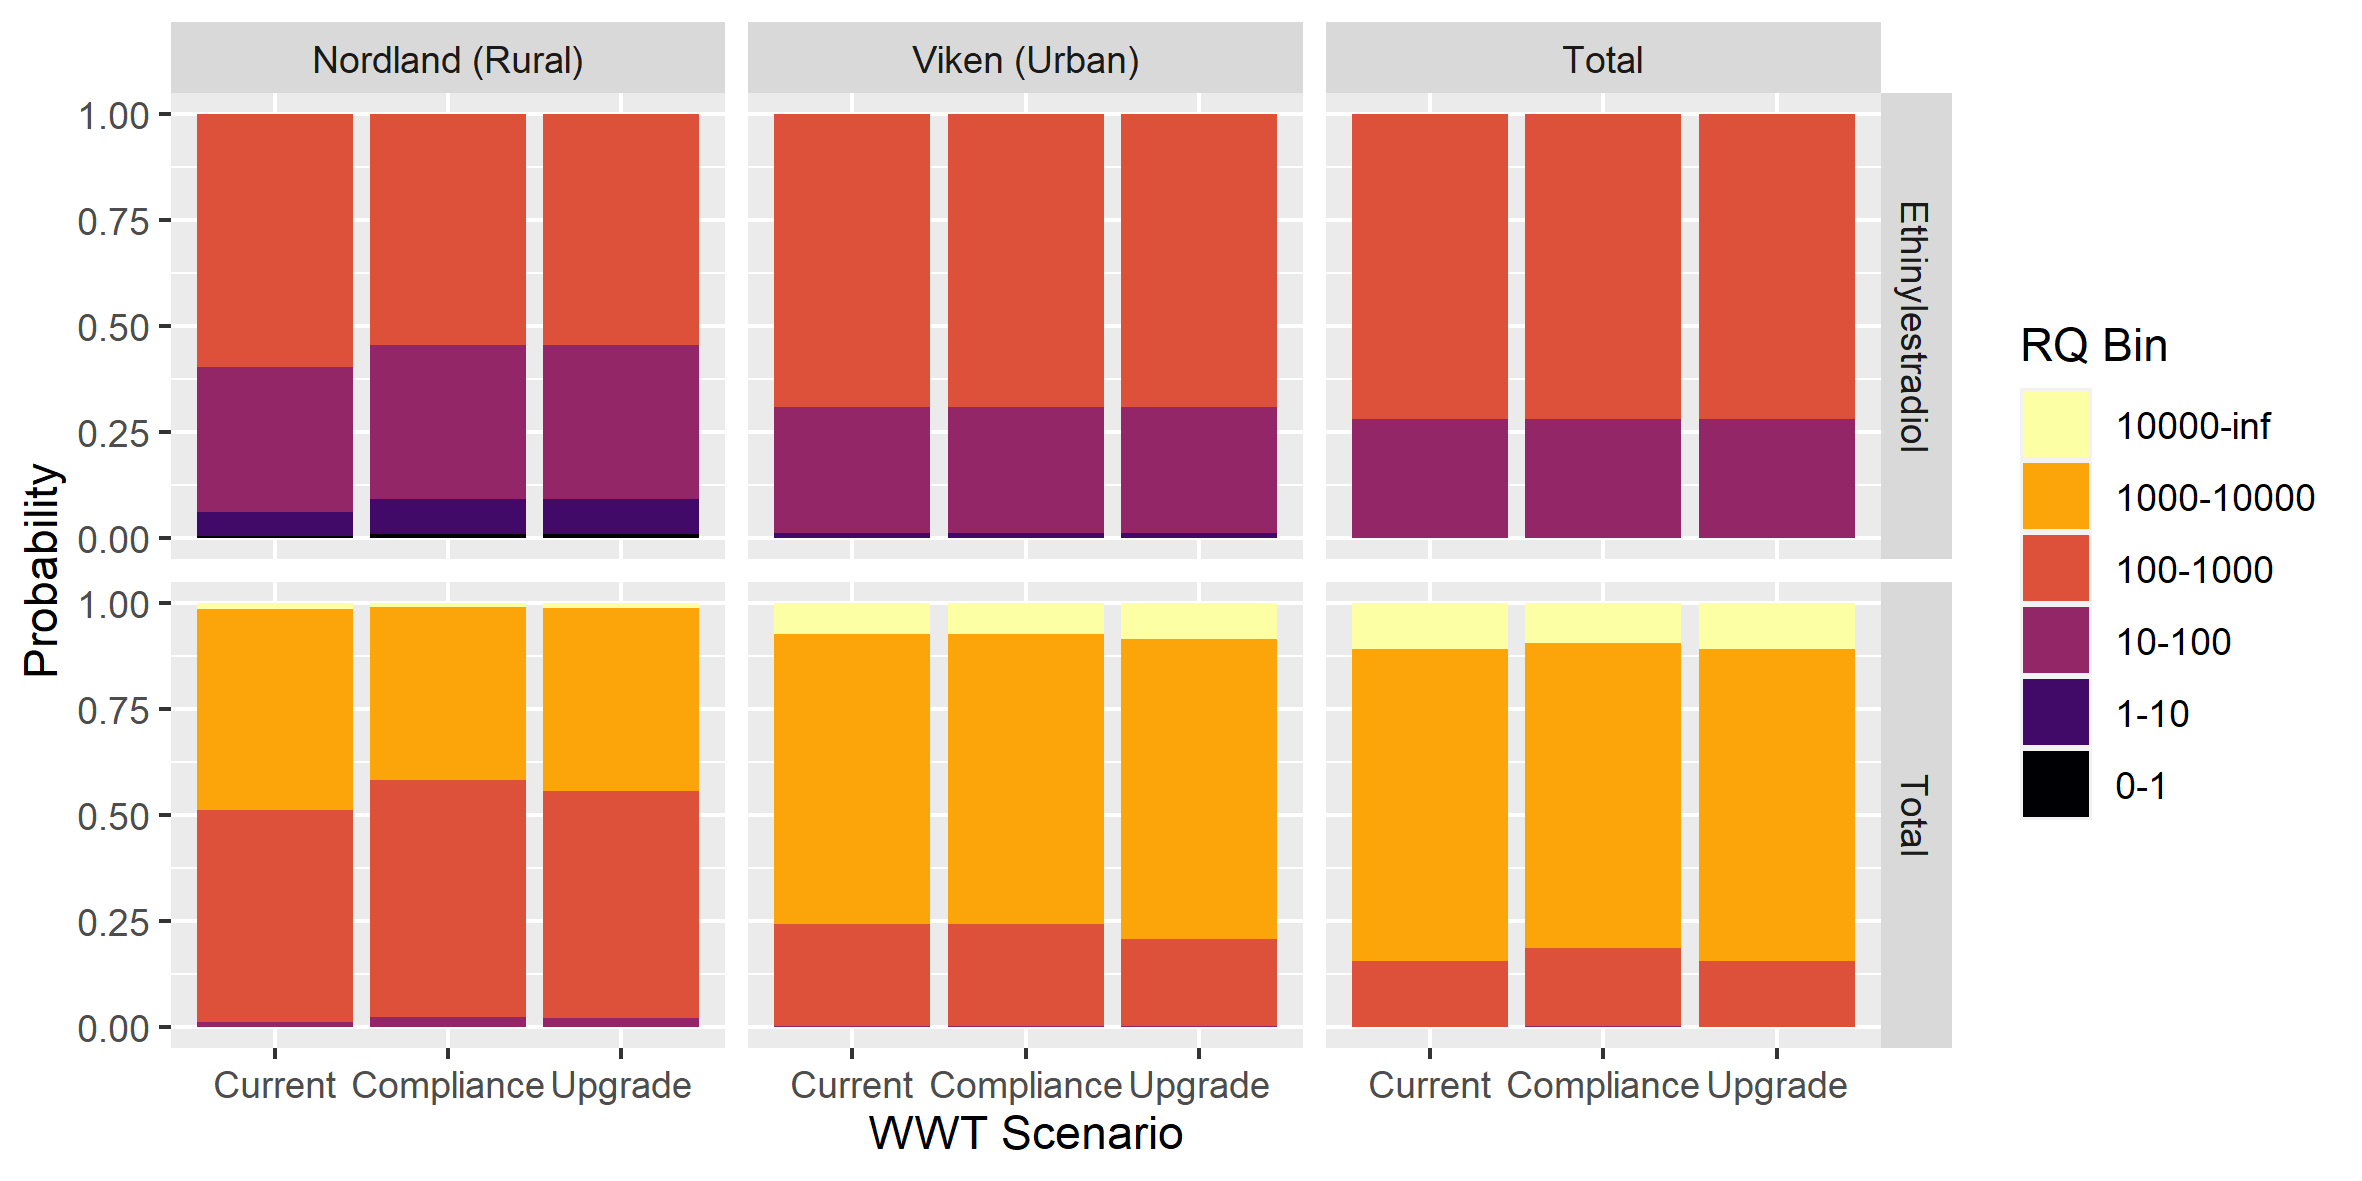 Nordland (Rural)
Viken (Urban)
Total
1.00
0.75
0.50
0.25
0.00
Ethinylestradiol
1.00
0.75
0.50
0.25
0.00
Total
Probability
Current Compliance Upgrade
Current Compliance Upgrade
Current Compliance Upgrade
WWT Scenario
RQ Bin
10000-inf
1000-10000
100-1000
10-100
1-10
0-1